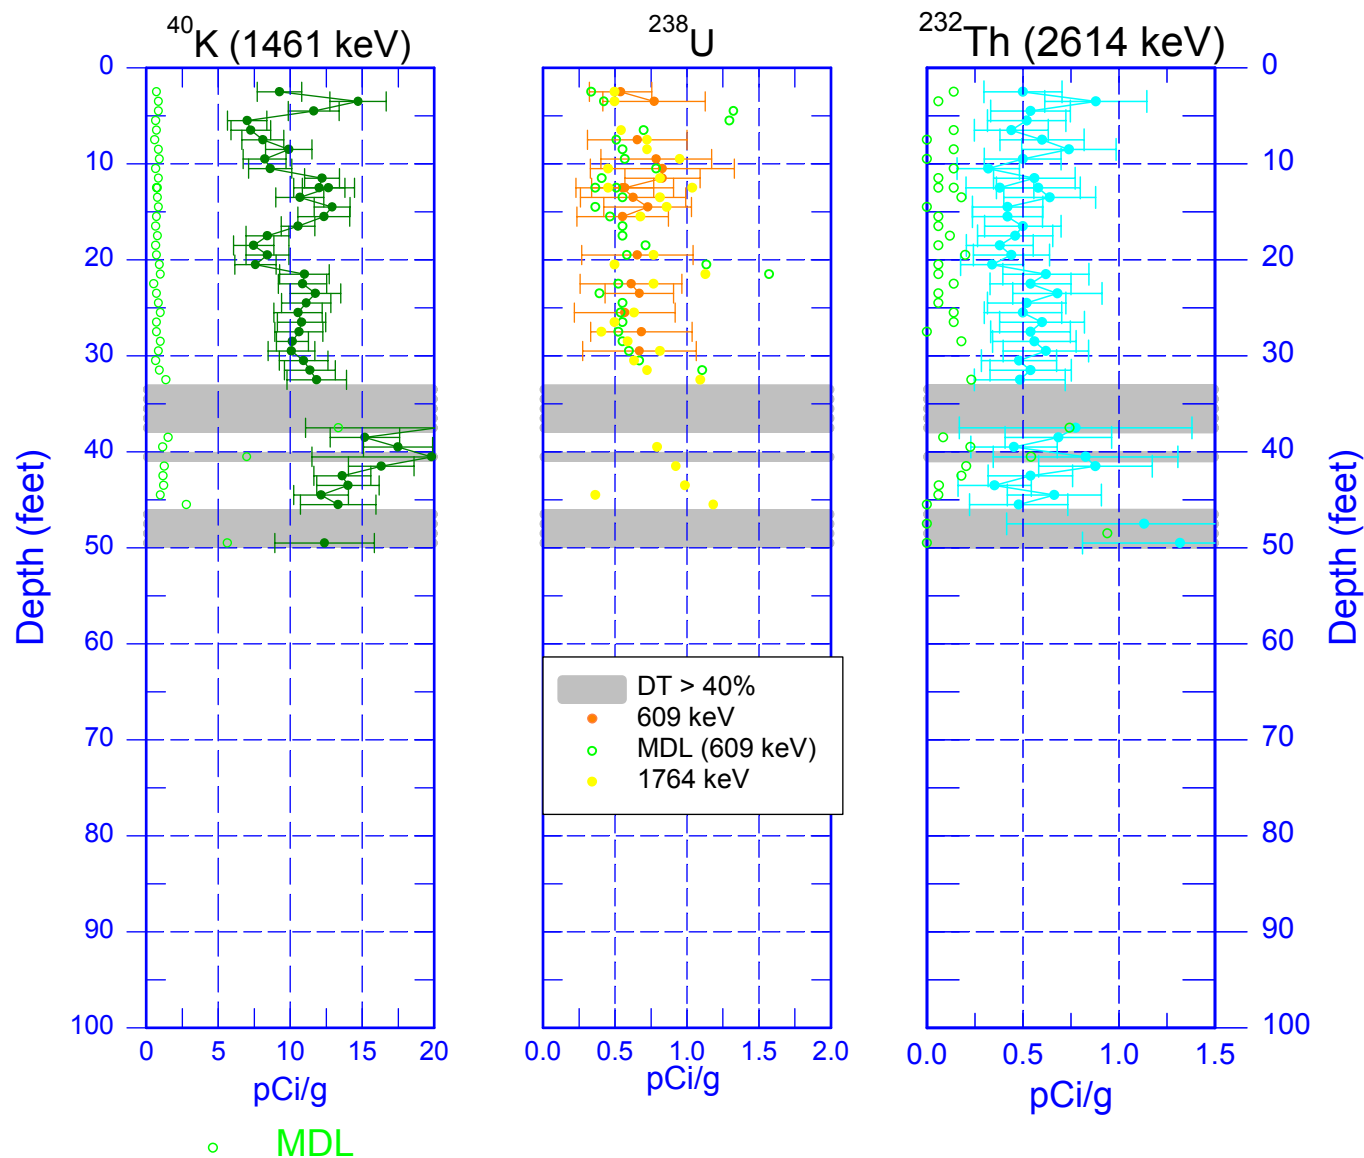 ⁴⁰K (1461 keV)
²³⁸U
²³²Th (2614 keV)
0
10
20
30
40
50
60
70
80
90
100
Depth (feet)
0
5
10
15
20
pCi/g
MDL
DT > 40%
609 keV
MDL (609 keV)
1764 keV
0.0
0.5
1.0
1.5
2.0
pCi/g
0.0
0.5
1.0
1.5
pCi/g
0
10
20
30
40
50
60
70
80
90
100
Depth (feet)